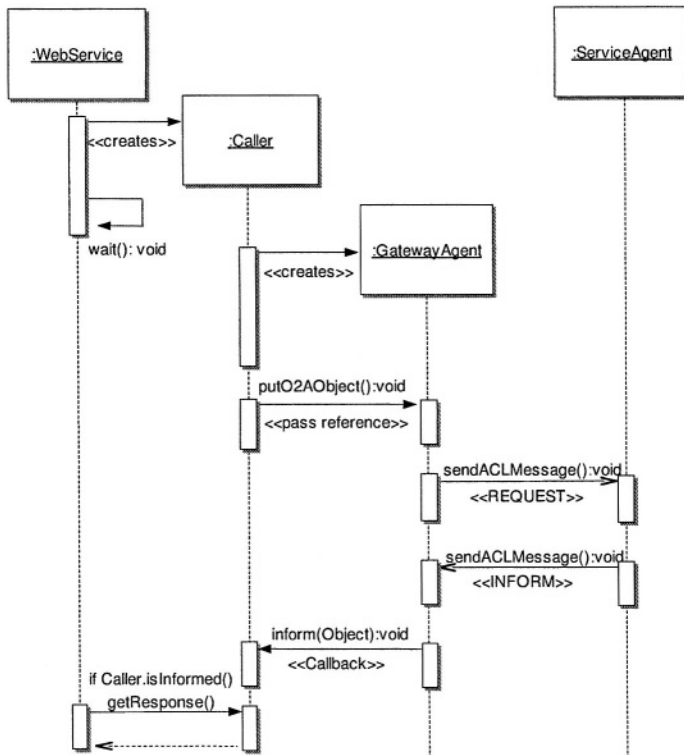 :WebService
:ServiceAgent
<<creates>>
:Caller
wait(): void
<<creates>>
:GatewayAgent
putO2AObject():void
<<pass reference>>
sendACLMessage():void
<<REQUEST>>
sendACLMessage():void
<<INFORM>>
inform(Object):void
<<Callback>>
if Caller.isInformed()
getResponse()